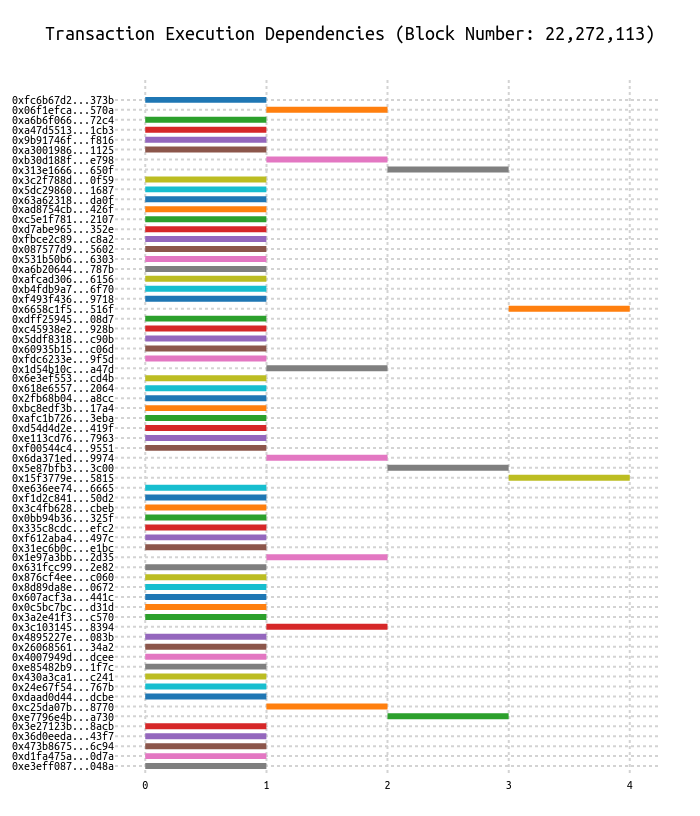 Transaction Execution Dependencies (Block Number: 22,272,113)
0xfc6b67d2...373b
0x06f1efca...570a
0xa6b6f066...72c4
0xa47d5513...1cb3
0x9b91746f...f816
0xa3001986...1125
0xb30d188f...e798
0x313e1666...650f
0x3c2f788d...0f59
0x5dc29860...1687
0x63a62318...da0f
0xad8754cb...426f
0xc5e1f781...2107
0xd7abe965...352e
0xfbce2c89...c8a2
0x087577d9...5602
0x531b50b6...6303
0xa6b20644...787b
0xafcad306...6156
0xb4fdb9a7...6f70
0xf493f436...9718
0x6658c1f5...516f
0xdff25945...08d7
0xc45938e2...928b
0x5ddf8318...c90b
0x60935b15...c06d
0xfdc6233e...9f5d
0x1d54b10c...a47d
0x6e3ef553...cd4b
0x618e6557...2064
0x2fb68b04...a8cc
0xbc8edf3b...17a4
0xafc1b726...3eba
0xd54d4d2e...419f
0xe113cd76...7963
0xf00544c4...9551
0x6da371ed...9974
0x5e87bfb3...3c00
0x15f3779e...5815
0xe636ee74...6665
0xf1d2c841...50d2
0x3c4fb628...cbeb
0x0bb94b36...325f
0x335c8cdc...efc2
0xf612aba4...497c
0x31ec6b0c...e1bc
0x1e97a3bb...2d35
0x631fcc99...2e82
0x876cf4ee...c060
0x8d89da8e...0672
0x607acf3a...441c
0x0c5bc7bc...d31d
0x3a2e41f3...c570
0x3c103145...8394
0x4895227e...083b
0x26068561...34a2
0x4007949d...dcee
0xe85482b9...1f7c
0x430a3ca1...c241
0x24e67f54...767b
0xdaad0d44...dcbe
0xc25da07b...8770
0xe7796e4b...a730
0x3e27123b...8acb
0x36d0eeda...43f7
0x473b8675...6c94
0xd1fa475a...0d7a
0xe3eff087...048a
0 1 2 3 4